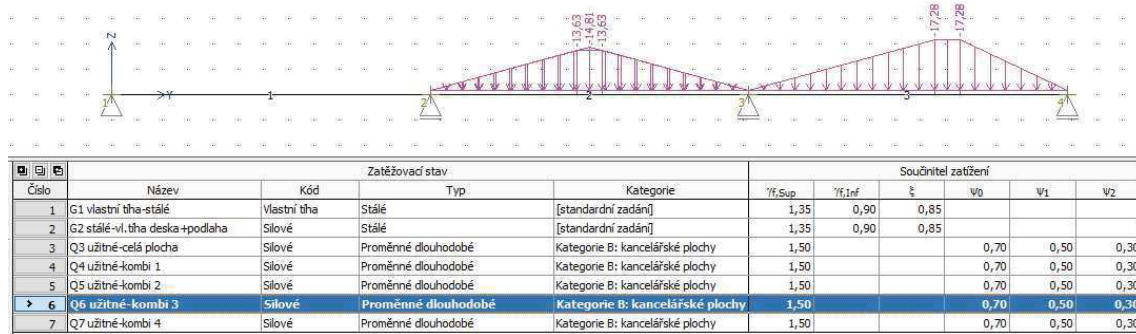 -13,63
-14,81
-13,63
-17,28
-17,28
Z
Y
1 1 2 2 3 3 4
Zatěžovací stav Součinitel zatížení
Číslo Název Kód Typ Kategorie γf,Sup γf,Inf ξ ψ0 ψ1 ψ2
1 G1 vlastní tíha-stálé Vlastní tíha Stálé [standardní zadání] 1,35 0,90 0,85
2 G2 stálé-vl.tíha deska+podlaha Silové Stálé [standardní zadání] 1,35 0,90 0,85
3 Q3 užitné-celá plocha Silové Proměnné dlouhodobé Kategorie B: kancelářské plochy 1,50 0,70 0,50 0,30
4 Q4 užitné-kombi 1 Silové Proměnné dlouhodobé Kategorie B: kancelářské plochy 1,50 0,70 0,50 0,30
5 Q5 užitné-kombi 2 Silové Proměnné dlouhodobé Kategorie B: kancelářské plochy 1,50 0,70 0,50 0,30
6 Q6 užitné-kombi 3 Silové Proměnné dlouhodobé Kategorie B: kancelářské plochy 1,50 0,70 0,50 0,30
7 Q7 užitné-kombi 4 Silové Proměnné dlouhodobé Kategorie B: kancelářské plochy 1,50 0,70 0,50 0,30